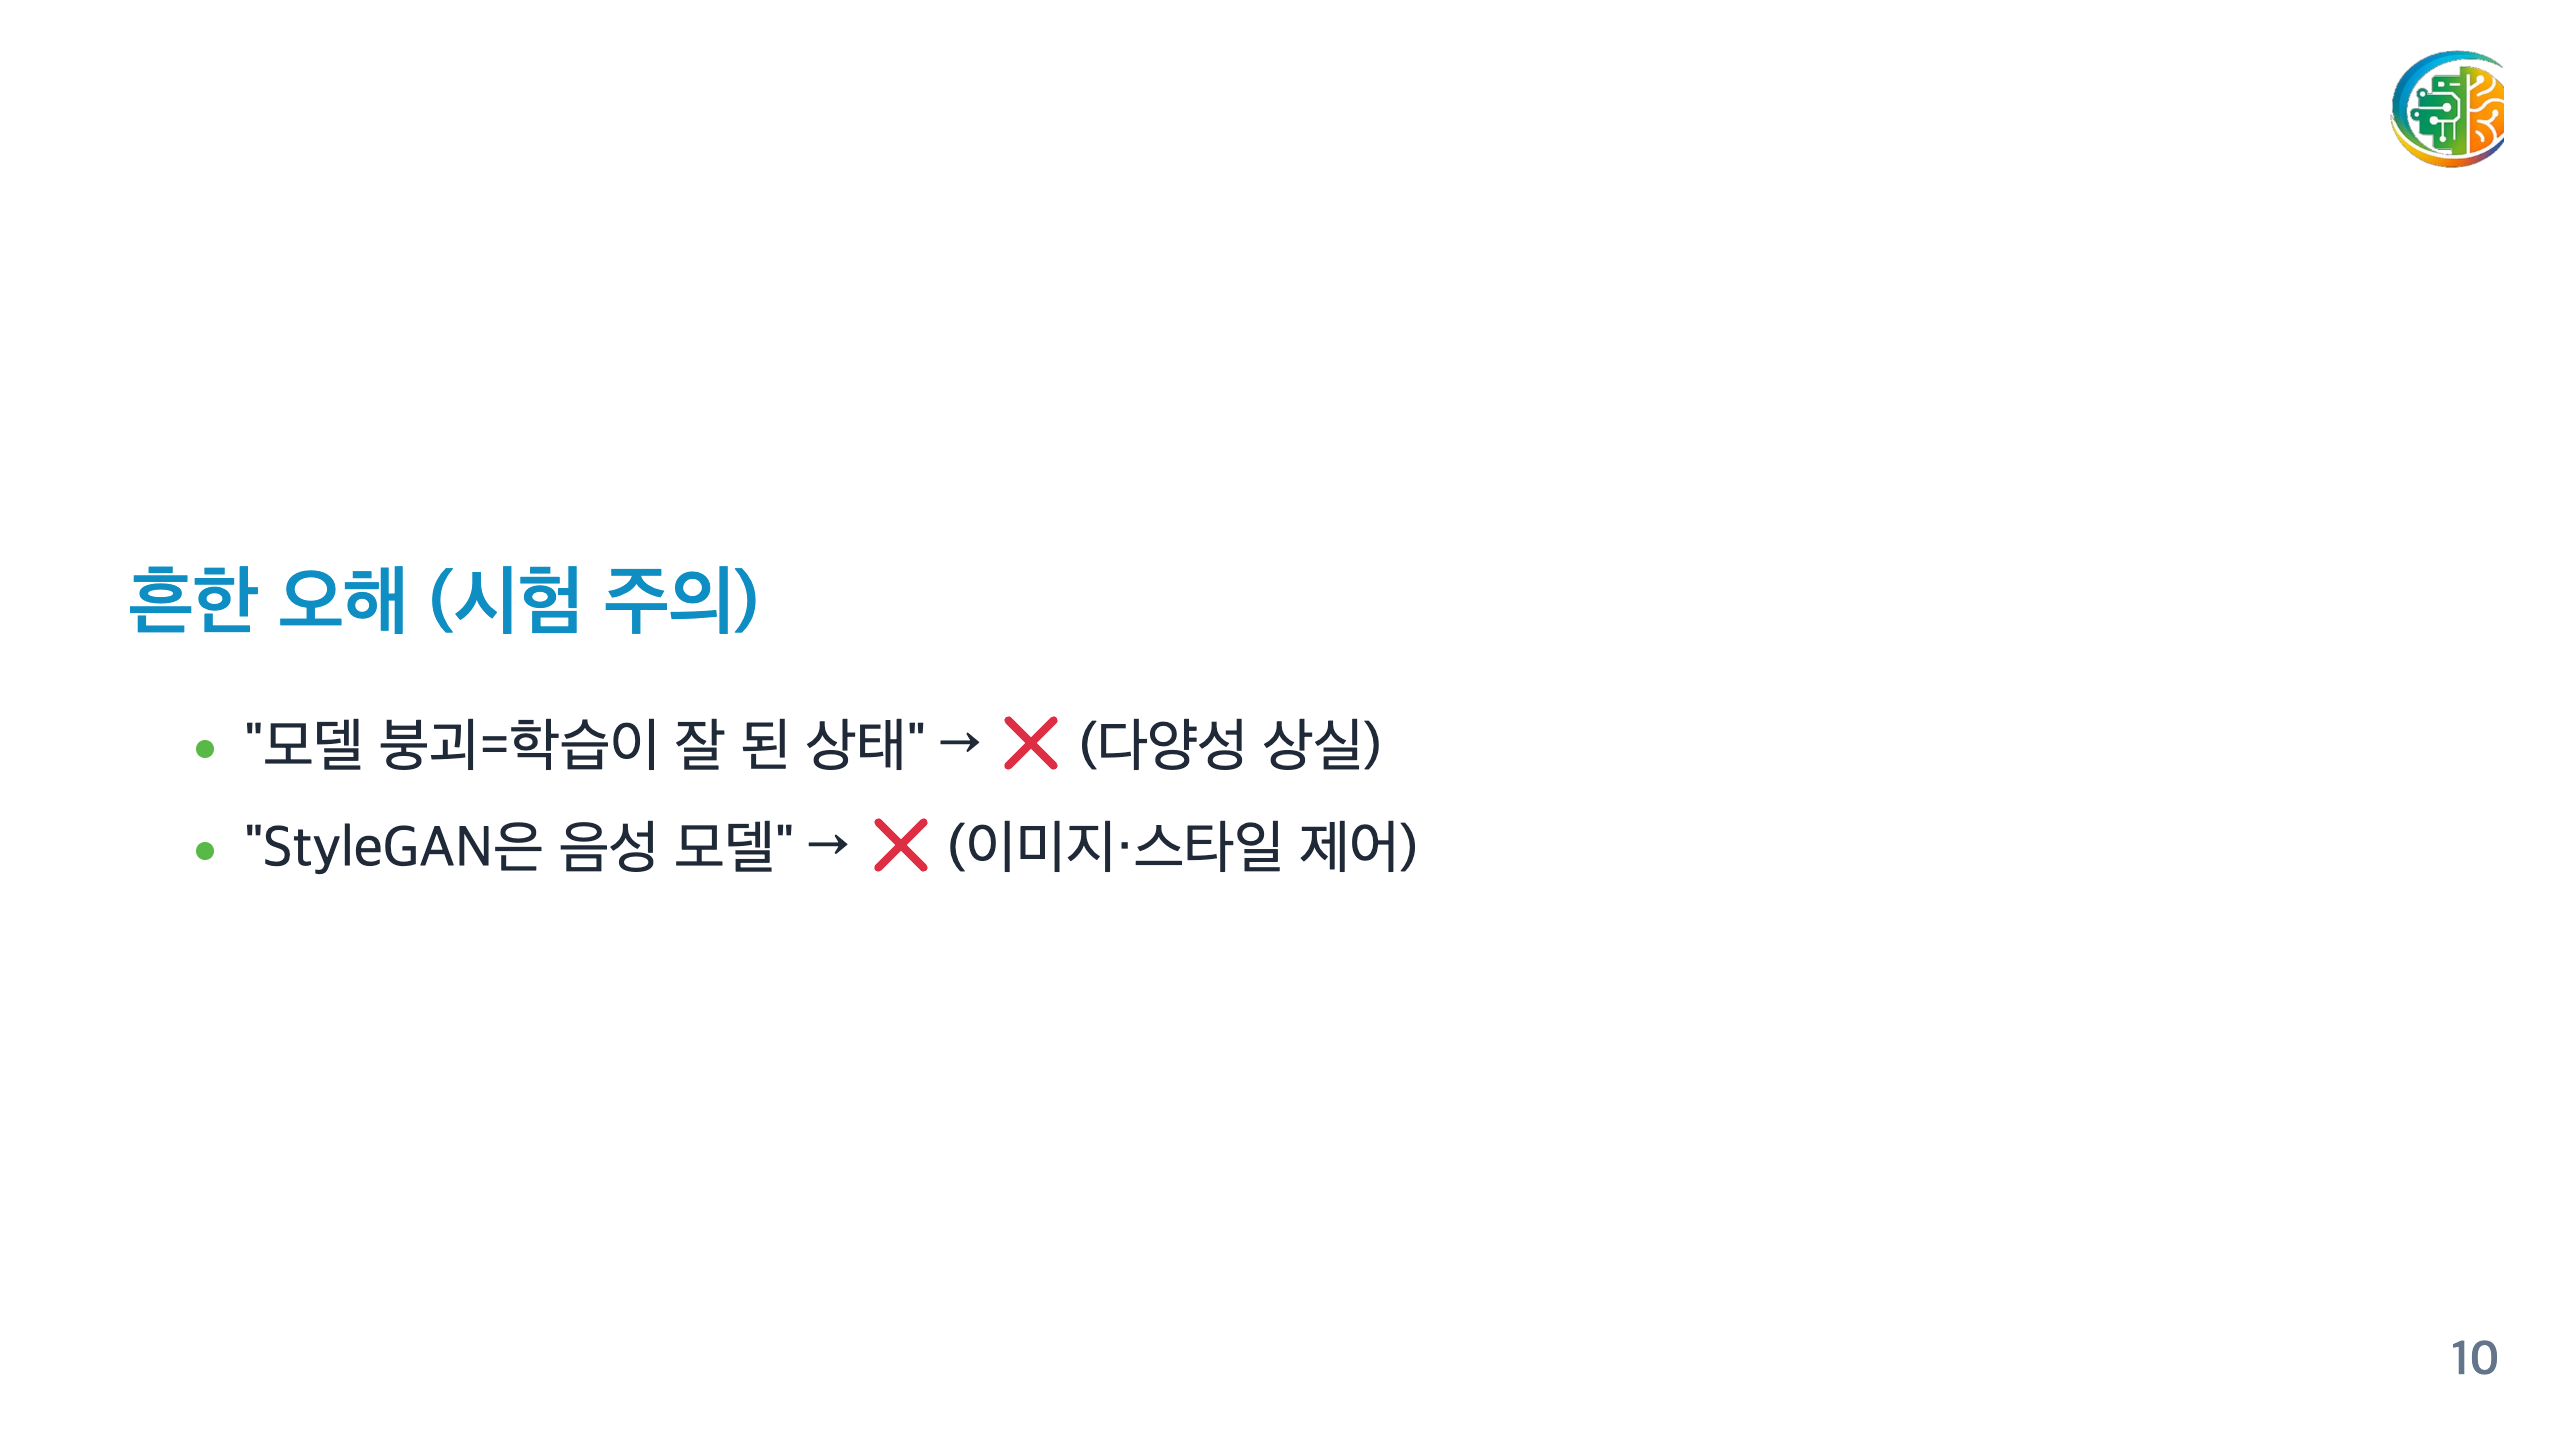 흔한 오해 (시험 주의)
• "모델 붕괴=학습이 잘 된 상태" → ❌ (다양성 상실)
• "StyleGAN은 음성 모델" → ❌ (이미지·스타일 제어)
10